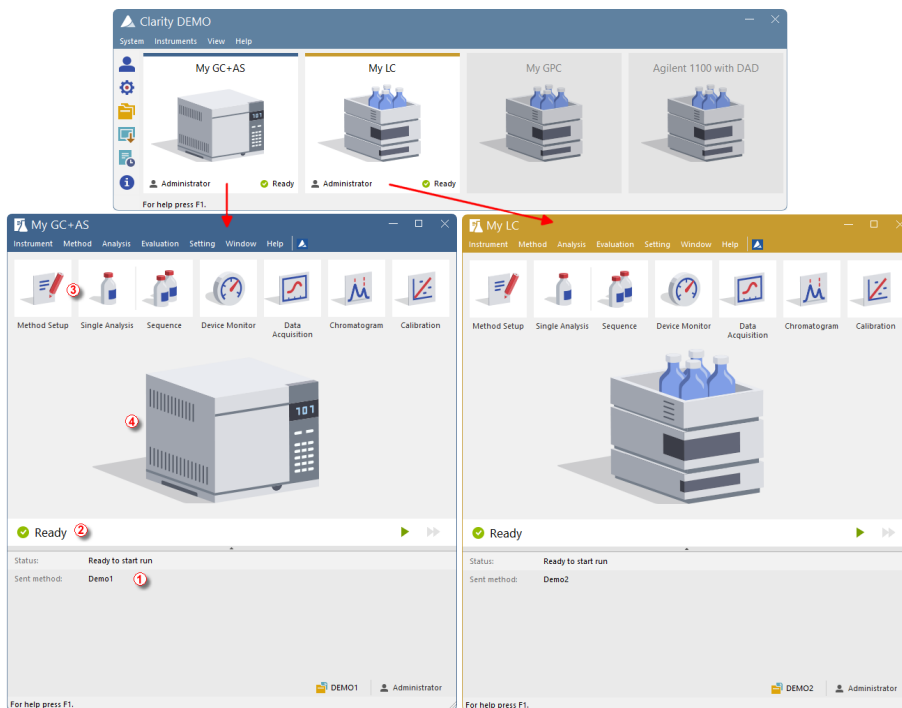 Clarity DEMO
System Instruments View Help
My GC+AS
My LC
My GPC
Agilent 1100 with DAD
107
Administrator Ready
Administrator Ready
For help press F1.
My GC+AS
Instrument Method Analysis Evaluation Setting Window Help
3
Method Setup Single Analysis Sequence Device Monitor Data Acquisition Chromatogram Calibration
107
4
Ready 2
Status: Ready to start run
Sent method: Demo1 1
DEMO1 Administrator
For help press F1.
My LC
Instrument Method Analysis Evaluation Setting Window Help
Method Setup Single Analysis Sequence Device Monitor Data Acquisition Chromatogram Calibration
Ready
Status: Ready to start run
Sent method: Demo2
DEMO2 Administrator
For help press F1.